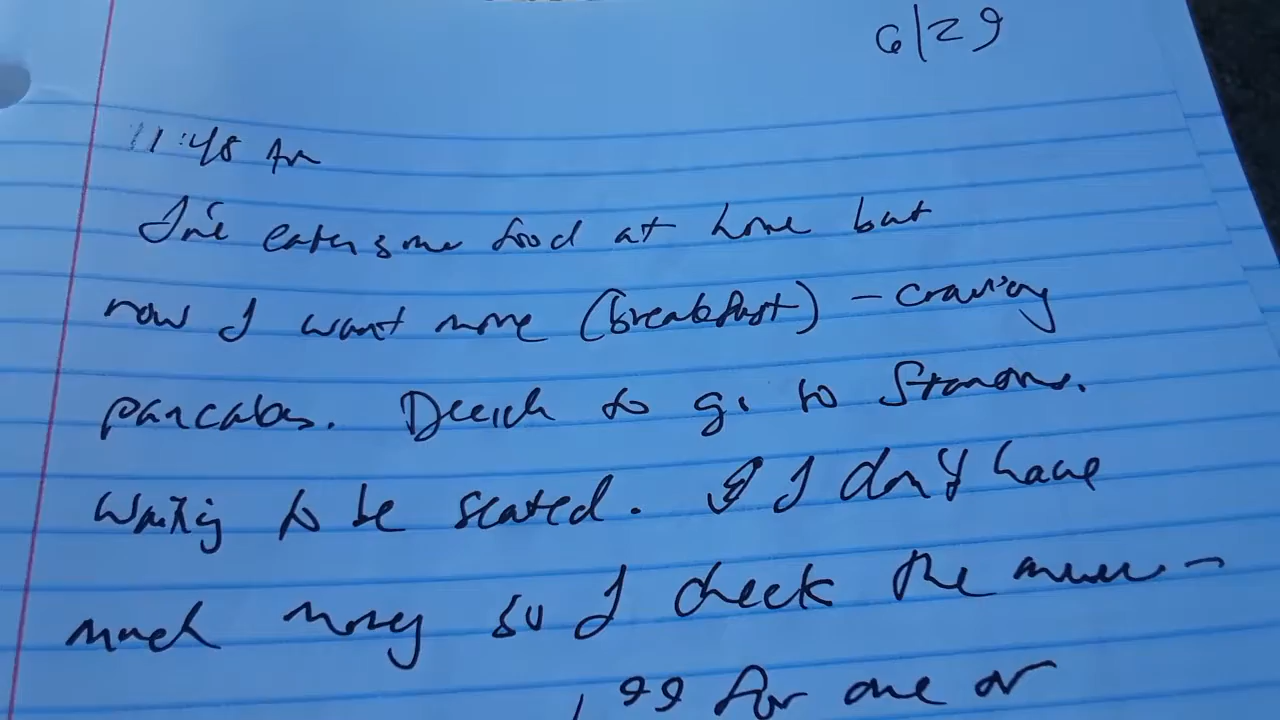 6/29
11:48 Am
I've eaten some food at home but
now I want more (breakfast) - craving
pancakes. Decide to go to
Waiting to be seated. I don't have
much money so I check the menu -
.99 for one or